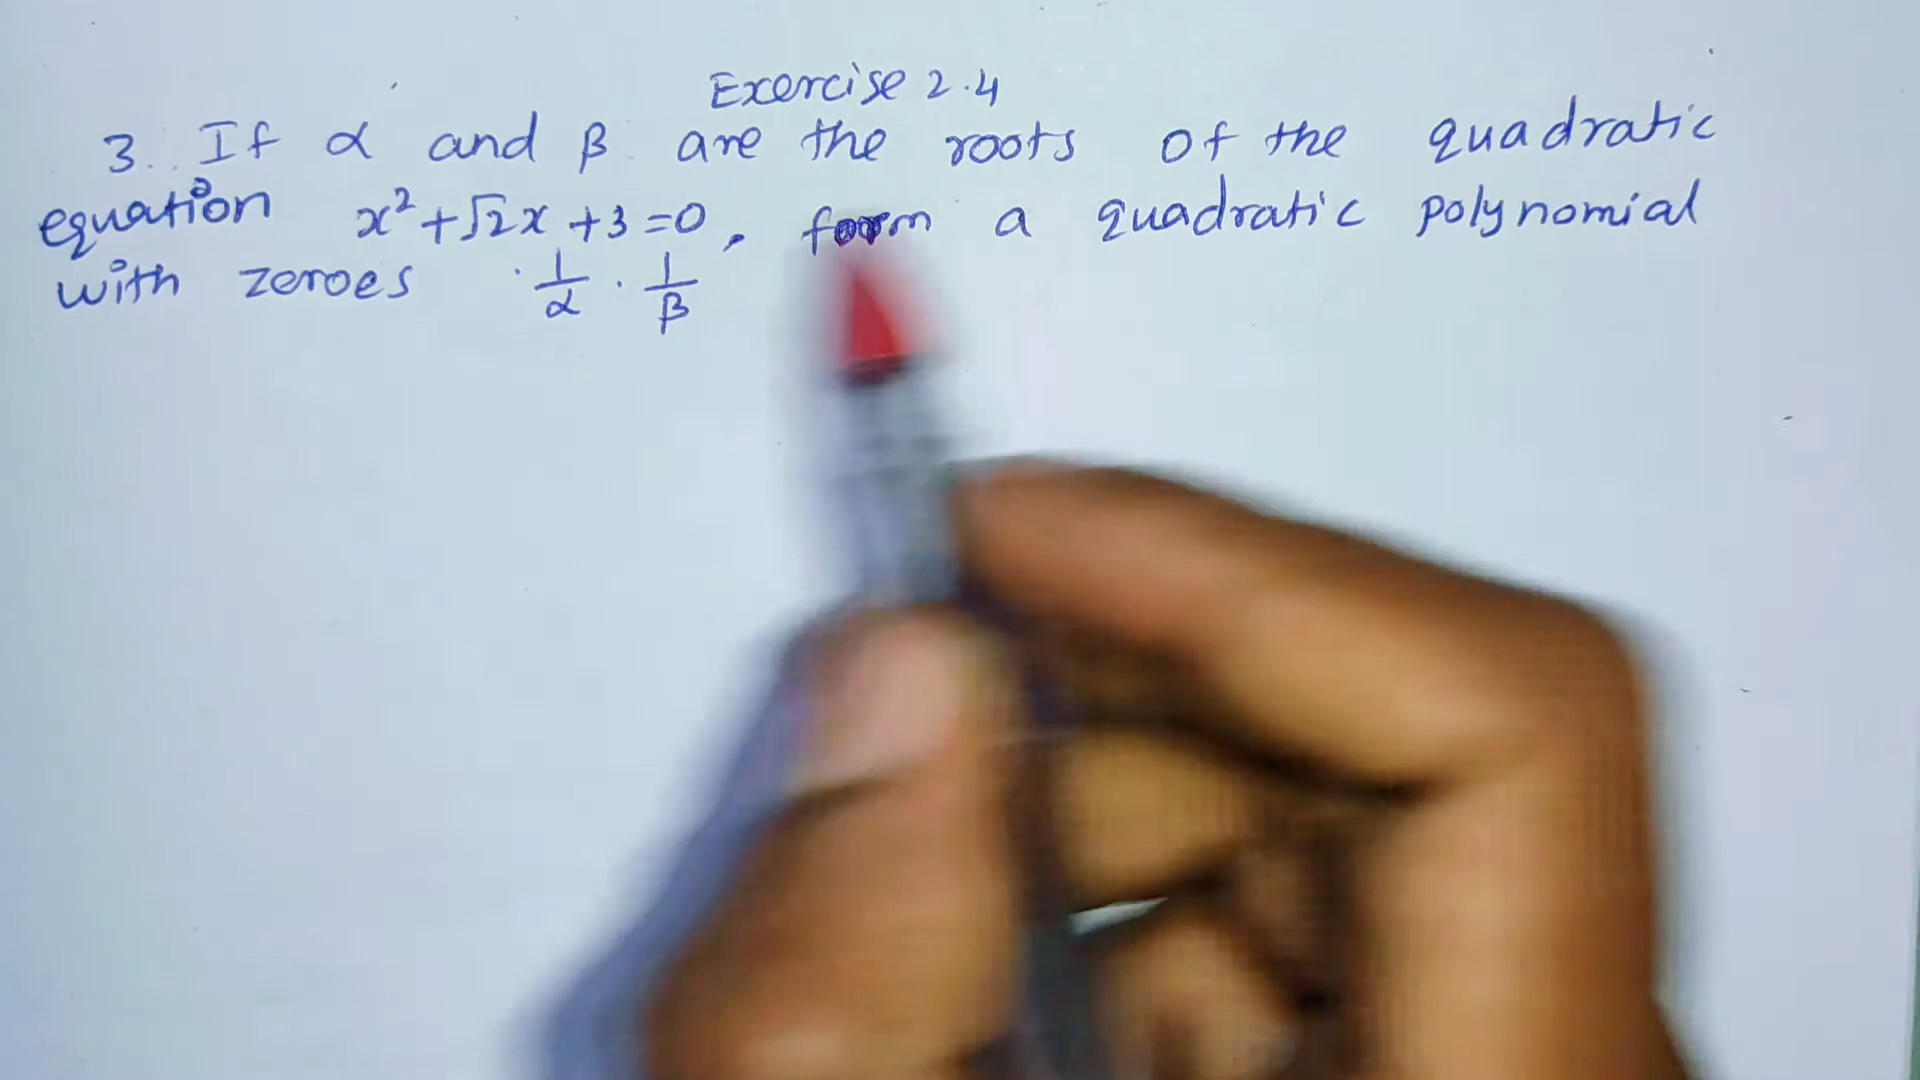 Exercise 2.4
3. If α and β are the roots of the quadratic
equation x² + √2x + 3 = 0, form a quadratic polynomial
with zeroes 1/α . 1/β